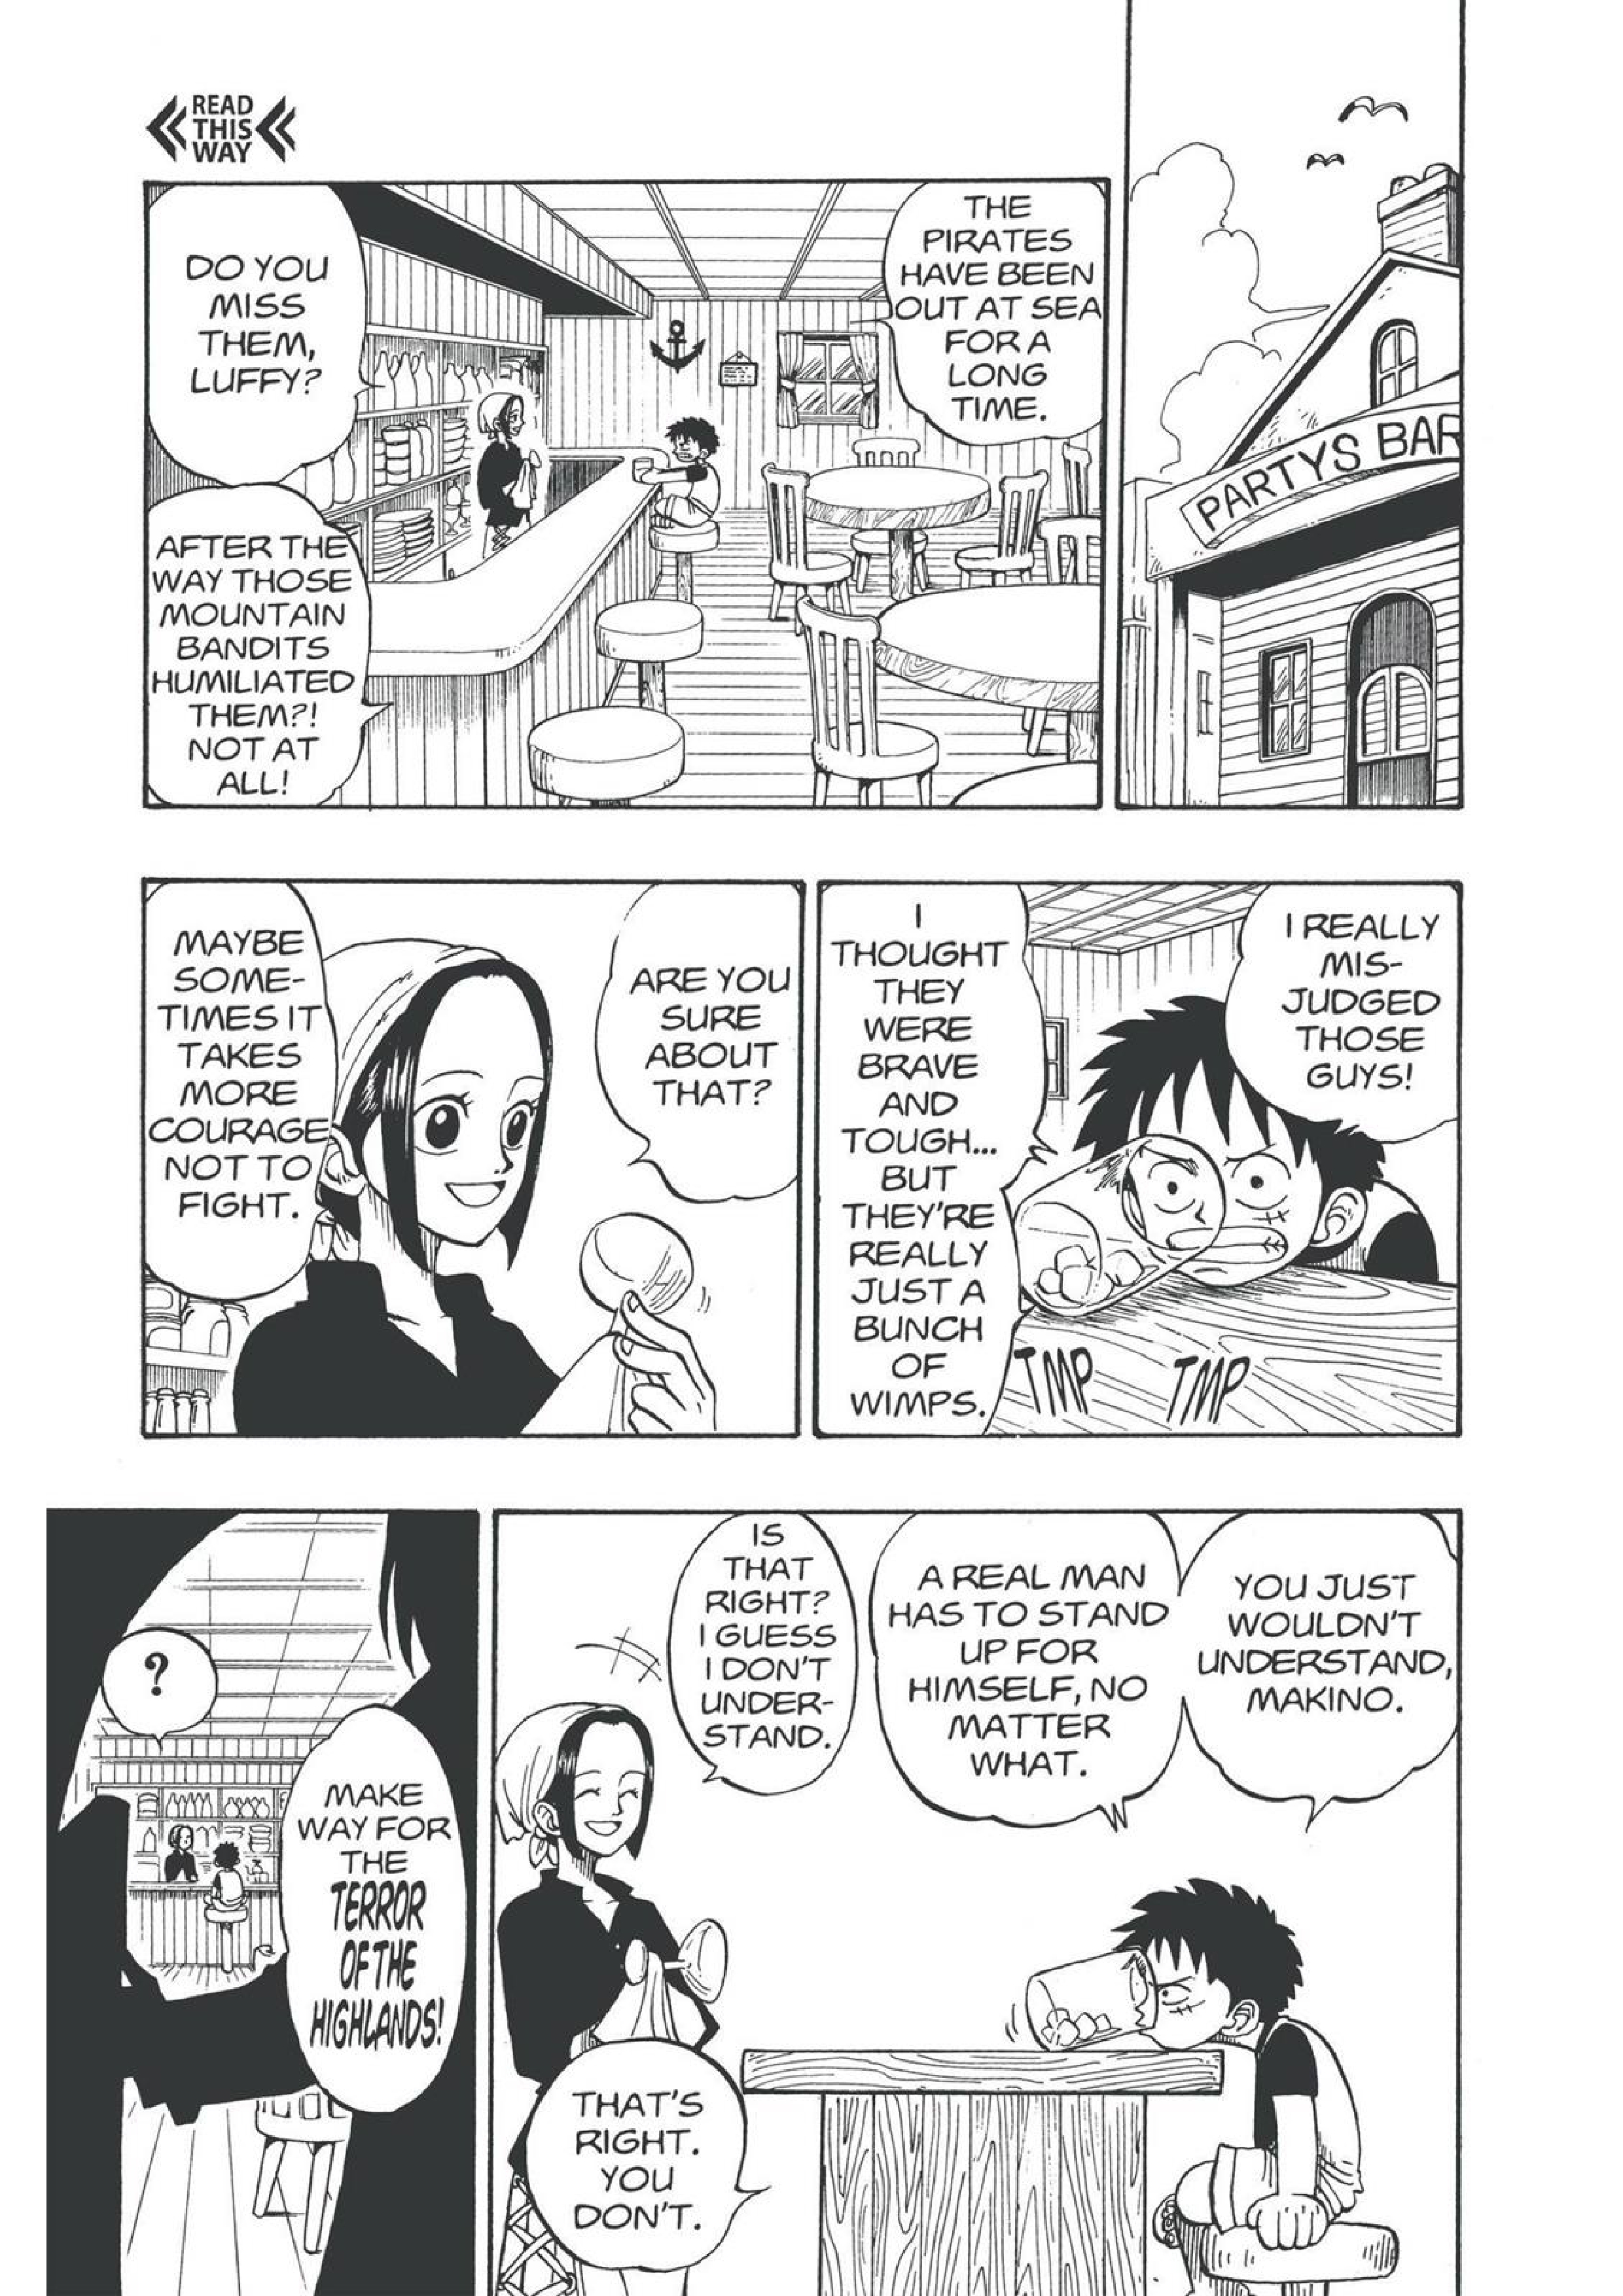 READ
THIS
WAY
PARTYS BAR
THE
PIRATES
HAVE BEEN
OUT AT SEA
FOR A
LONG
TIME.
DO YOU
MISS
THEM,
LUFFY?
AFTER THE
WAY THOSE
MOUNTAIN
BANDITS
HUMILIATED
THEM?!
NOT AT
ALL!
I REALLY
MIS-
JUDGED
THOSE
GUYS!
I
THOUGHT
THEY
WERE
BRAVE
AND
TOUGH...
BUT
THEY'RE
REALLY
JUST A
BUNCH
OF
WIMPS.
TMP
TMP
ARE YOU
SURE
ABOUT
THAT?
MAYBE
SOME-
TIMES IT
TAKES
MORE
COURAGE
NOT TO
FIGHT.
YOU JUST
WOULDN'T
UNDERSTAND,
MAKINO.
A REAL MAN
HAS TO STAND
UP FOR
HIMSELF, NO
MATTER
WHAT.
IS
THAT
RIGHT?
I GUESS
I DON'T
UNDER-
STAND.
THAT'S
RIGHT.
YOU
DON'T.
?
MAKE
WAY FOR
THE
TERROR
OF THE
HIGHLANDS!